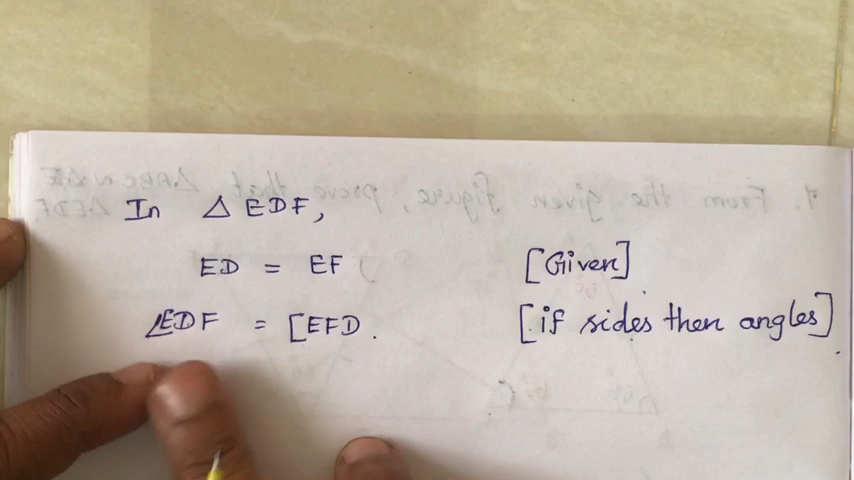 In △ EDF,
ED = EF [Given]
∠EDF = [EFD. [if sides then angles].